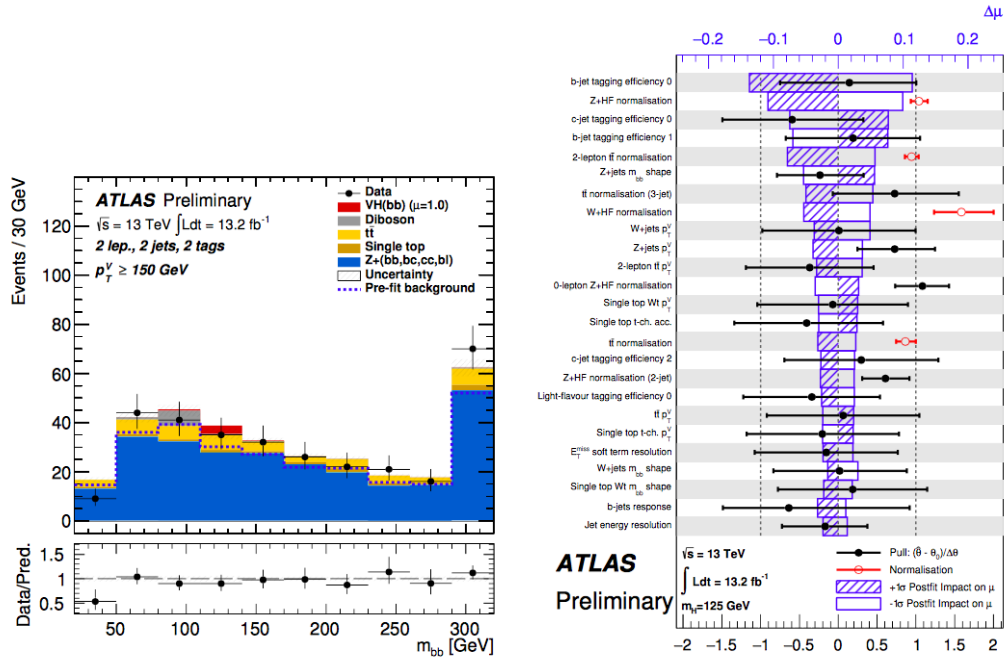 ATLAS Preliminary
√s = 13 TeV ∫Ldt = 13.2 fb⁻¹
2 lep., 2 jets, 2 tags
p_T^V ≥ 150 GeV
Data
VH(bb) (μ=1.0)
Diboson
tt̄
Single top
Z+(bb,bc,cc,bl)
Uncertainty
Pre-fit background
Events / 30 GeV
120
100
80
60
40
20
0
Data/Pred.
1.5
1
0.5
50 100 150 200 250 300
m_bb [GeV]
Δμ
−0.2 −0.1 0 0.1 0.2
b-jet tagging efficiency 0
Z+HF normalisation
c-jet tagging efficiency 0
b-jet tagging efficiency 1
2-lepton tt̄ normalisation
Z+jets m_bb shape
tt̄ normalisation (3-jet)
W+HF normalisation
W+jets p_T^V
Z+jets p_T^V
2-lepton tt̄ p_T^V
0-lepton Z+HF normalisation
Single top Wt p_T^V
Single top t-ch. acc.
tt̄ normalisation
c-jet tagging efficiency 2
Z+HF normalisation (2-jet)
Light-flavour tagging efficiency 0
tt̄ p_T^V
Single top t-ch. p_T^V
E_T^miss soft term resolution
W+jets m_bb shape
Single top Wt m_bb shape
b-jets response
Jet energy resolution
ATLAS
Preliminary
√s = 13 TeV
∫ Ldt = 13.2 fb⁻¹
m_H=125 GeV
Pull: (θ̂ - θ₀)/Δθ
Normalisation
+1σ Postfit Impact on μ
-1σ Postfit Impact on μ
−2 −1.5 −1 −0.5 0 0.5 1 1.5 2